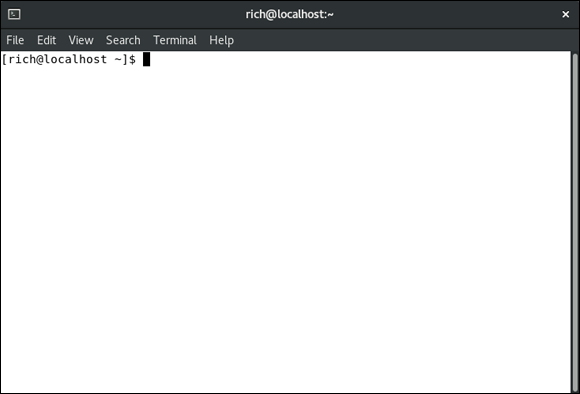 rich@localhost:~
File Edit View Search Terminal Help
[rich@localhost ~]$